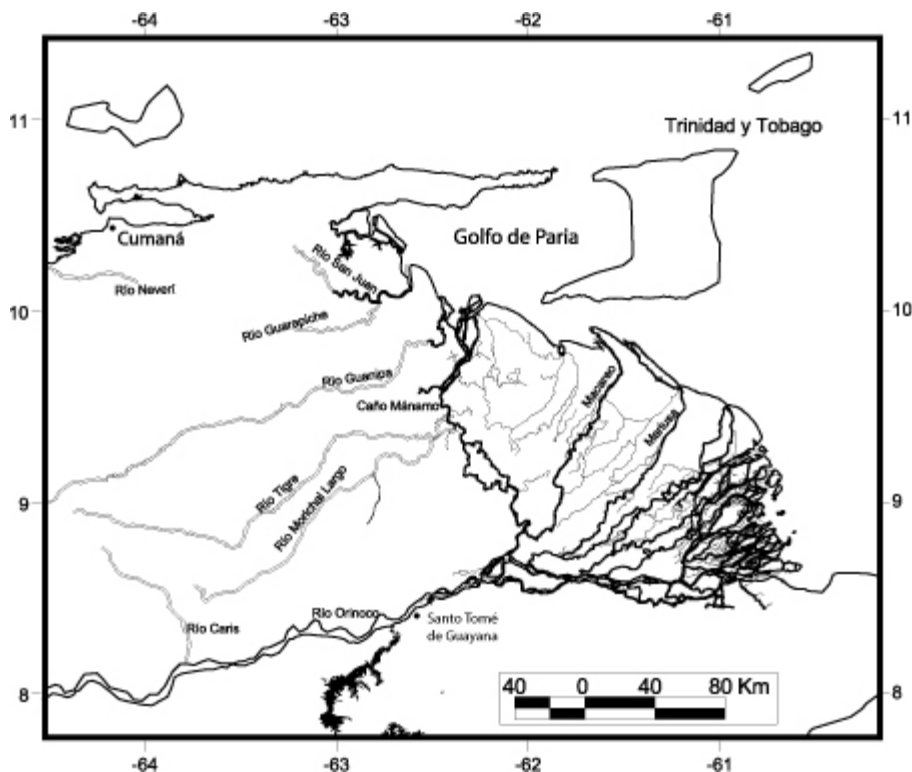 -64 -63 -62 -61
11 11
Trinidad y Tobago
Cumaná
Golfo de Paria
Río San Juan
Río Neverí
10 10
Río Guarapiche
Río Guanipa
Caño Mánamo
Macareo
Mariusa
9 9
Río Tigre
Río Morichal Largo
Río Orinoco
Santo Tomé
de Guayana
Río Caris
8 8
40 0 40 80 Km
-64 -63 -62 -61